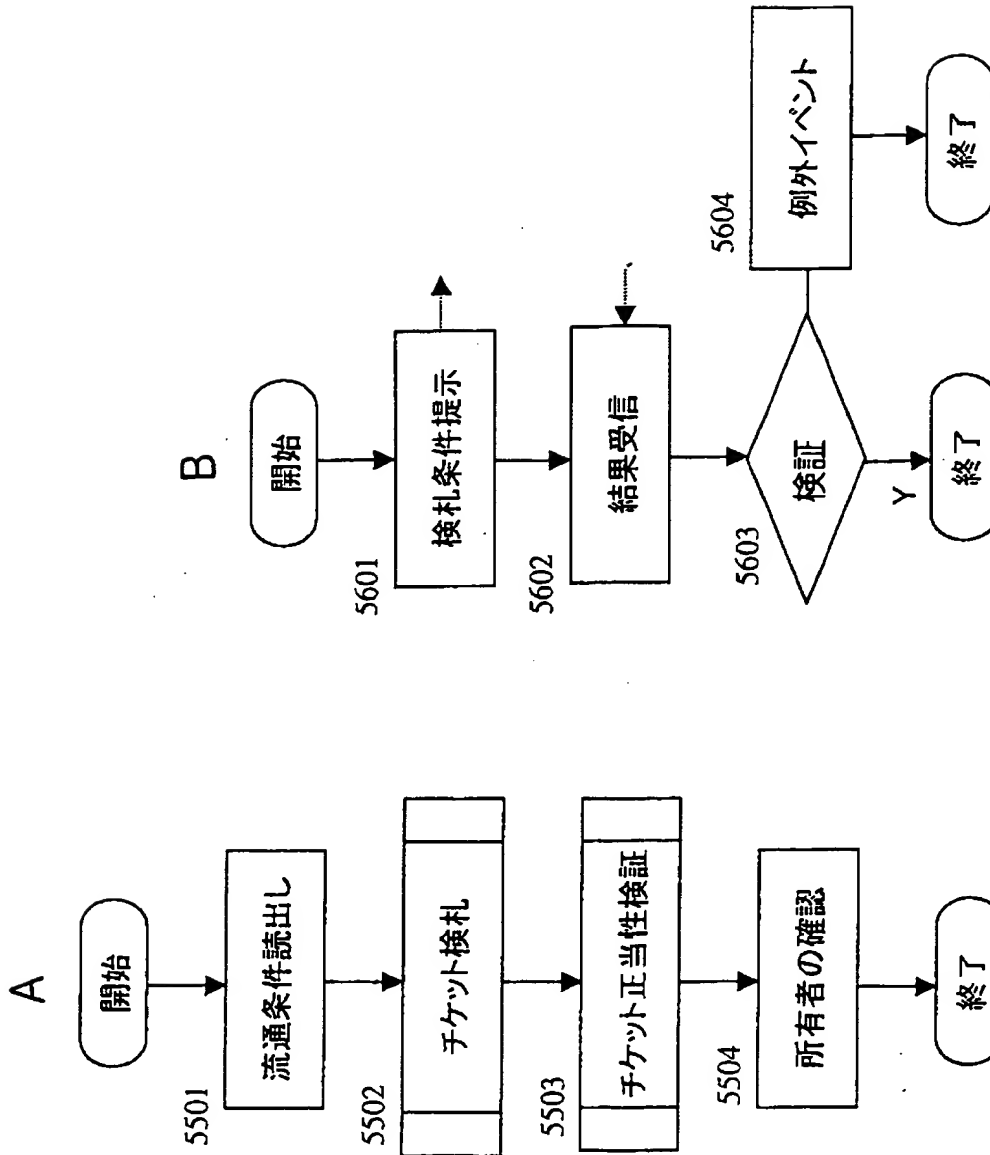 A
開始
5501
流通条件読出し
5502
チケット検札
5503
チケット正当性検証
5504
所有者の確認
終了
B
開始
5601
検札条件提示
5602
結果受信
5603
検証
Y
終了
5604
例外イベント
終了